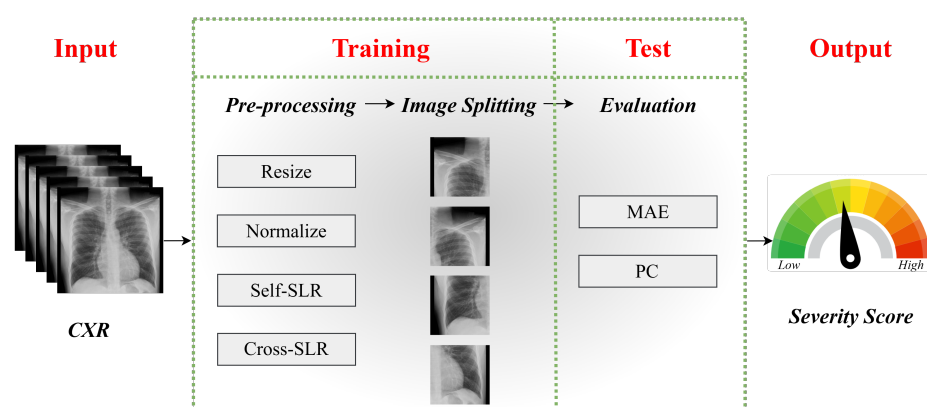 Input
Training
Test
Output
Pre-processing
Image Splitting
Evaluation
Resize
Normalize
Self-SLR
Cross-SLR
MAE
PC
Low
High
CXR
Severity Score